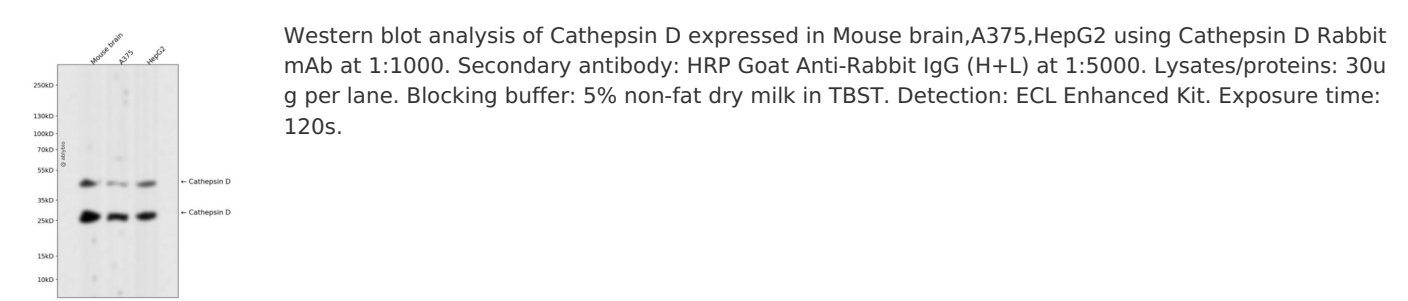 Mouse brain
A375
HepG2
250kD
130kD
100kD
70kD
55kD
35kD
25kD
15kD
10kD
← Cathepsin D
← Cathepsin D
Western blot analysis of Cathepsin D expressed in Mouse brain,A375,HepG2 using Cathepsin D Rabbit
mAb at 1:1000. Secondary antibody: HRP Goat Anti-Rabbit IgG (H+L) at 1:5000. Lysates/proteins: 30u
g per lane. Blocking buffer: 5% non-fat dry milk in TBST. Detection: ECL Enhanced Kit. Exposure time:
120s.